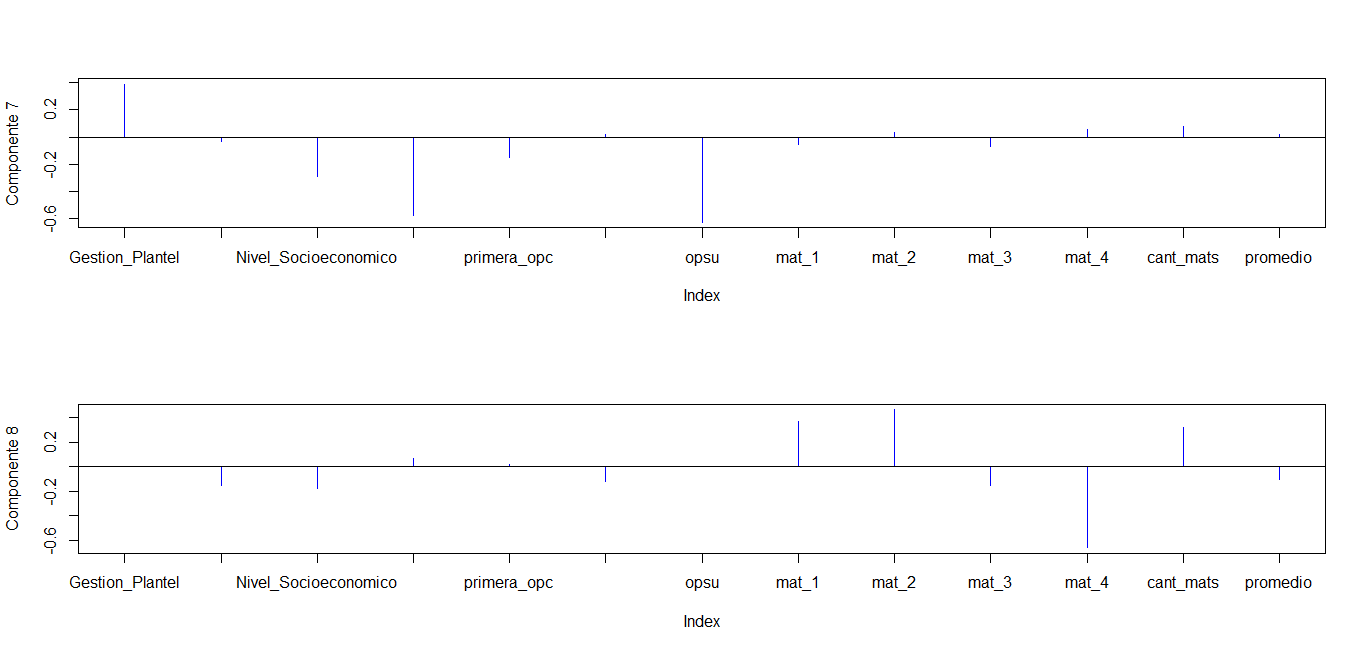 Componente 7
0.2
-0.2
-0.6
Gestion_Plantel Nivel_Socioeconomico primera_opc opsu mat_1 mat_2 mat_3 mat_4 cant_mats promedio
Index
Componente 8
0.2
-0.2
-0.6
Gestion_Plantel Nivel_Socioeconomico primera_opc opsu mat_1 mat_2 mat_3 mat_4 cant_mats promedio
Index